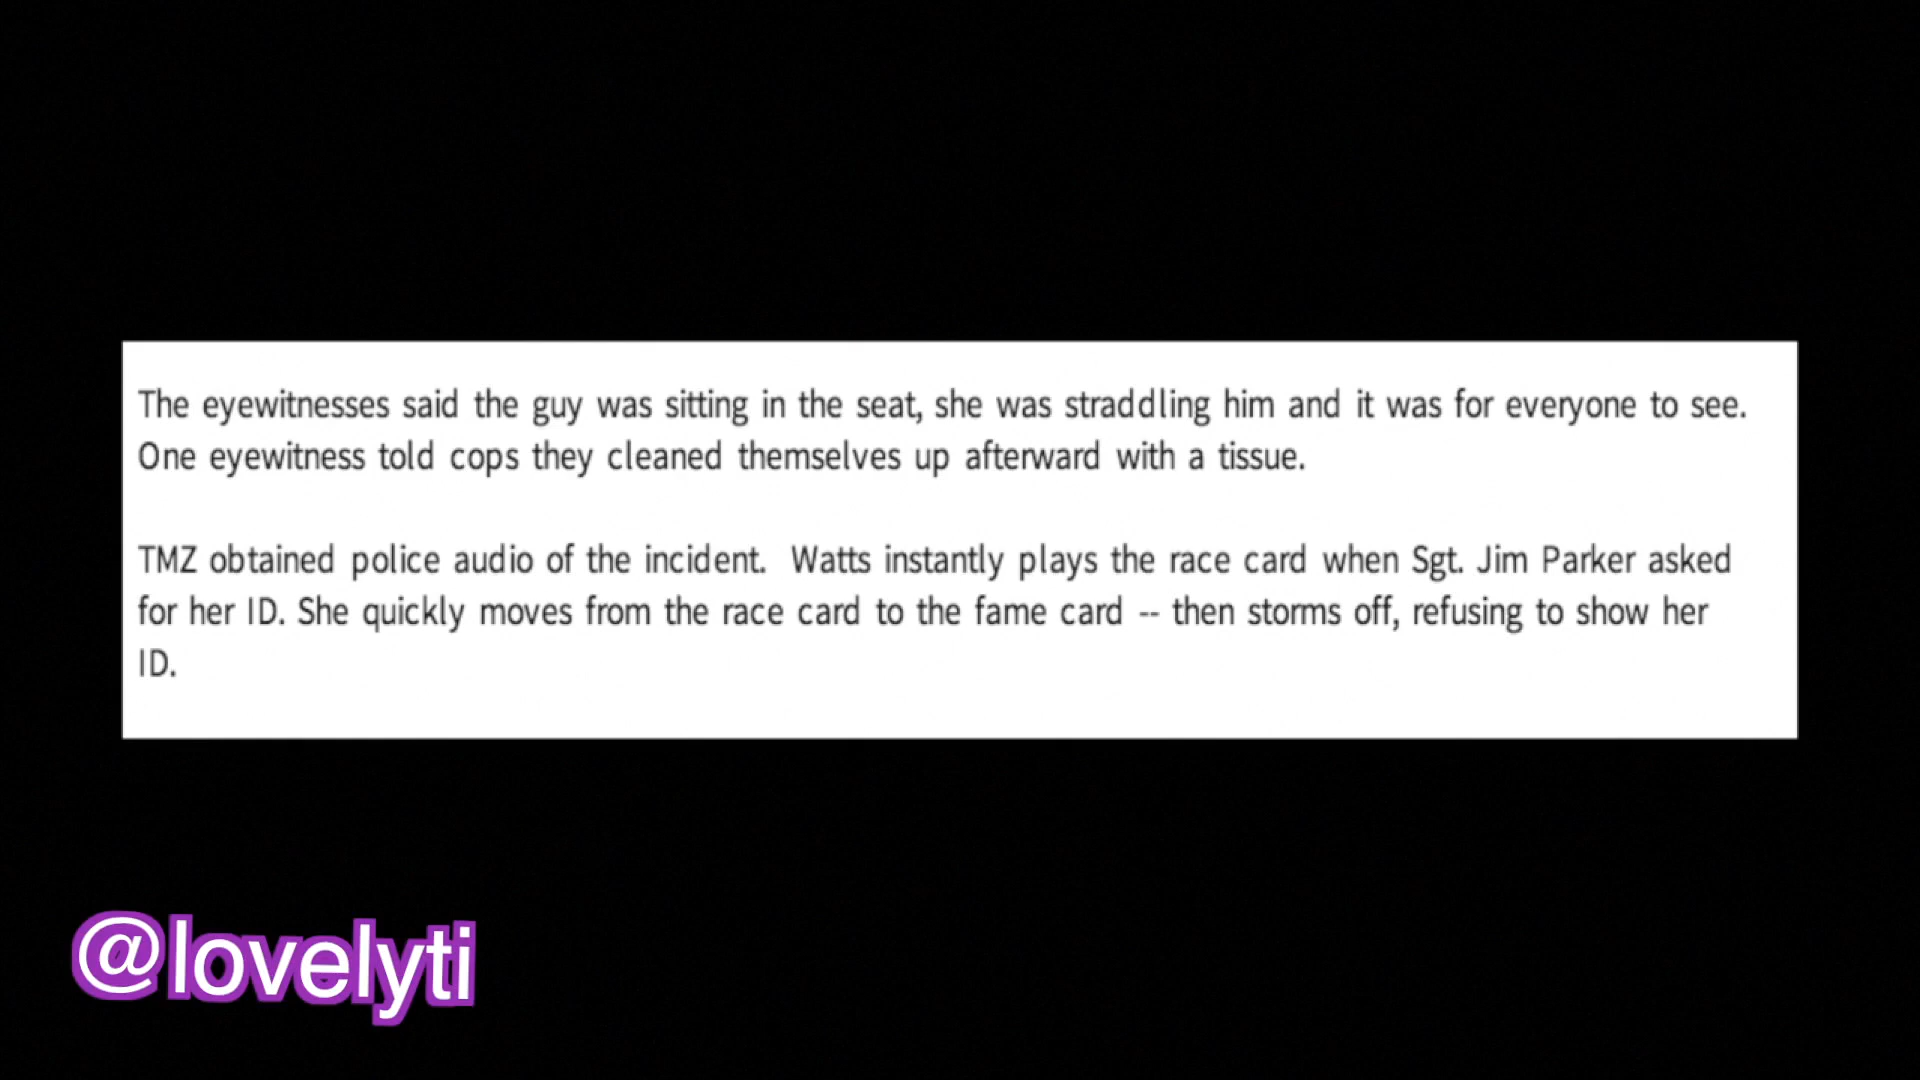 The eyewitnesses said the guy was sitting in the seat, she was straddling him and it was for everyone to see.
One eyewitness told cops they cleaned themselves up afterward with a tissue.
TMZ obtained police audio of the incident.  Watts instantly plays the race card when Sgt. Jim Parker asked
for her ID. She quickly moves from the race card to the fame card -- then storms off, refusing to show her
ID.
@lovelyti